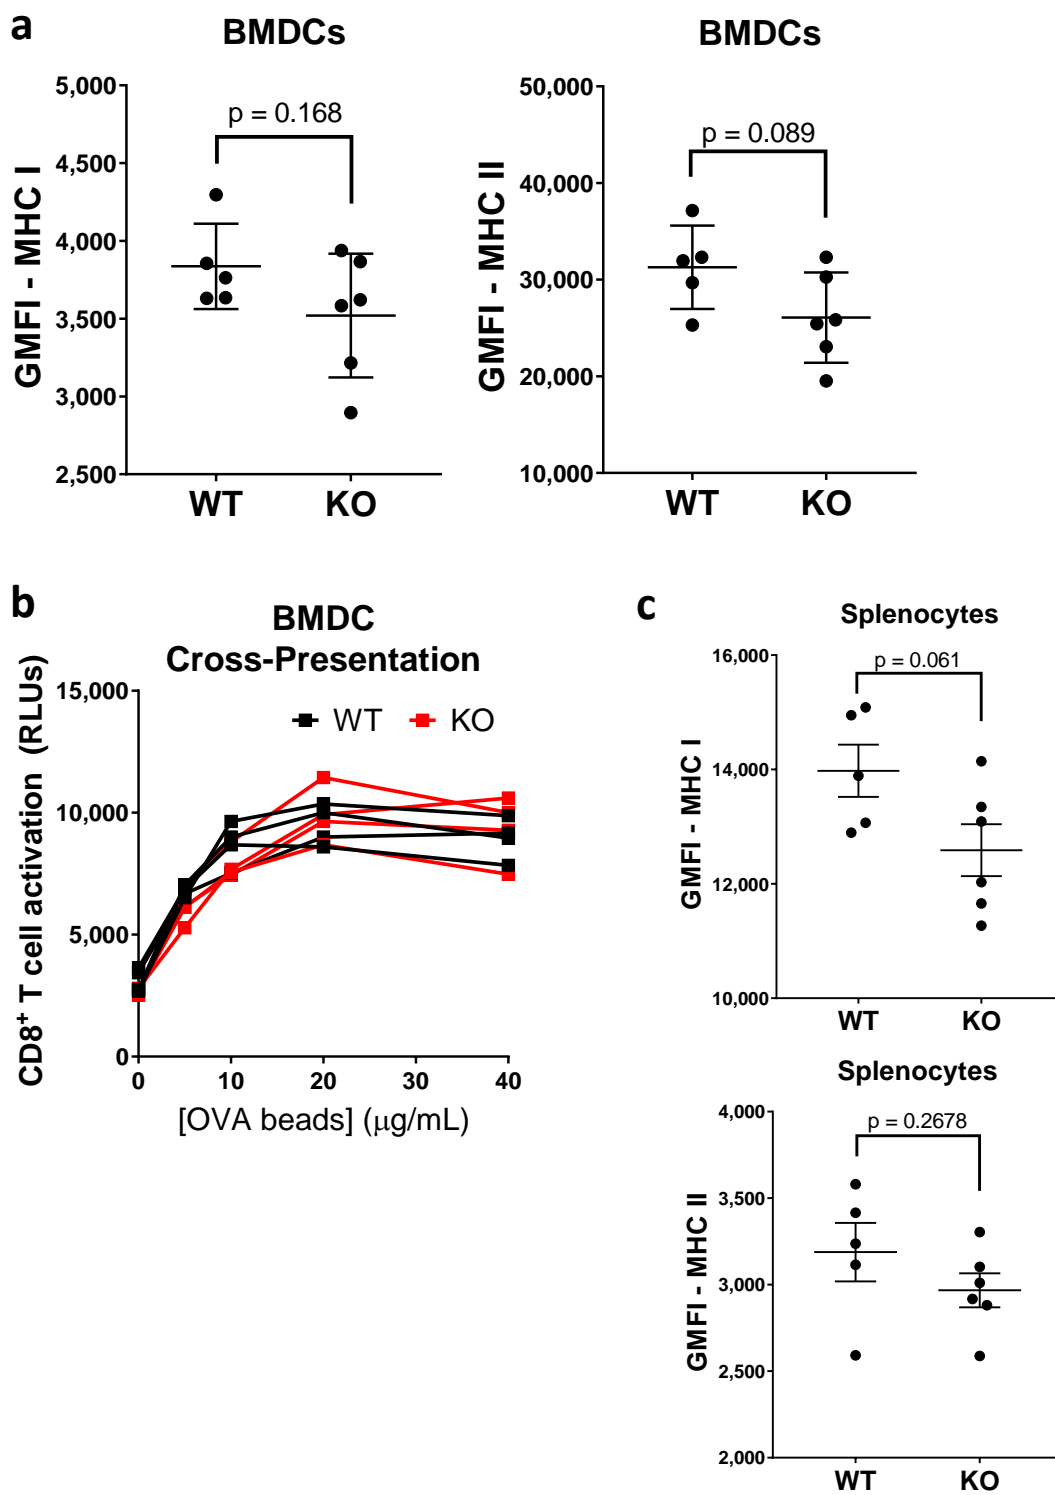 a
BMDCs
5,000
4,500
4,000
3,500
3,000
2,500
GMFI - MHC I
p = 0.168
WT KO
BMDCs
50,000
40,000
30,000
20,000
10,000
GMFI - MHC II
p = 0.089
WT KO
b
BMDC
Cross-Presentation
15,000
10,000
5,000
0
CD8⁺ T cell activation (RLUs)
WT KO
0 10 20 30 40
[OVA beads] (μg/mL)
c
Splenocytes
16,000
14,000
12,000
10,000
GMFI - MHC I
p = 0.061
WT KO
Splenocytes
4,000
3,500
3,000
2,500
2,000
GMFI - MHC II
p = 0.2678
WT KO